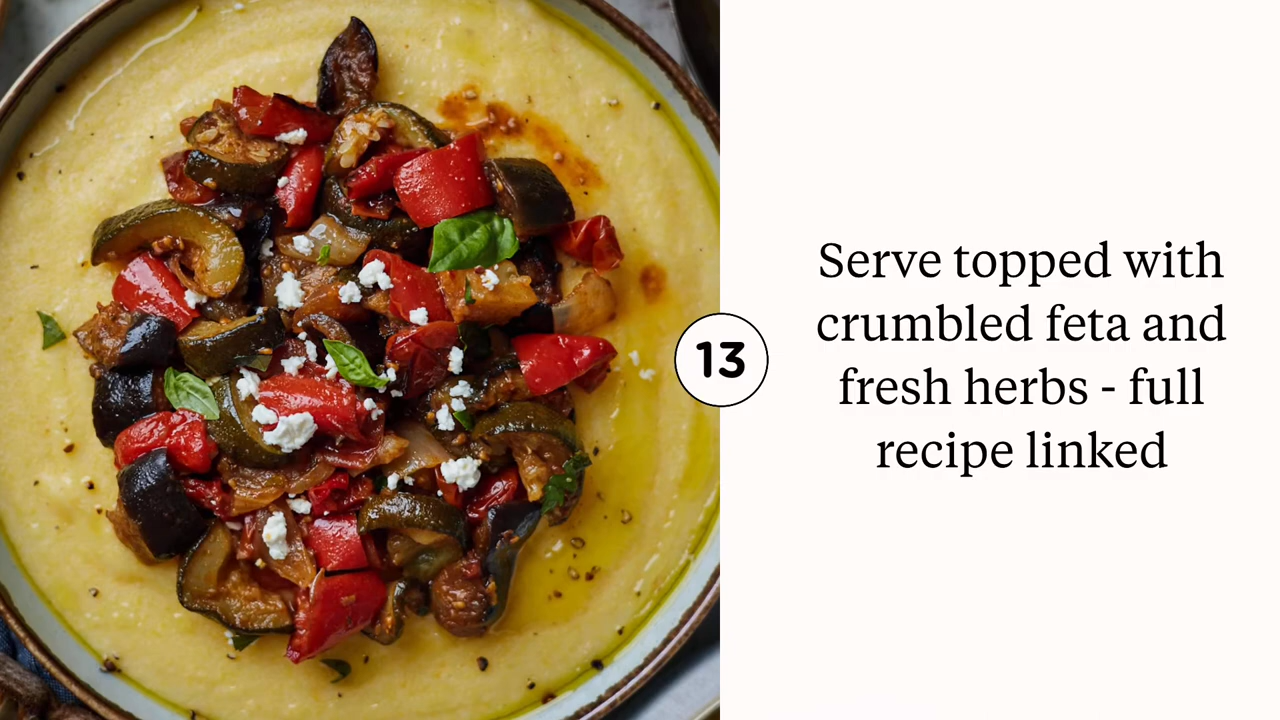 13
Serve topped with
crumbled feta and
fresh herbs - full
recipe linked